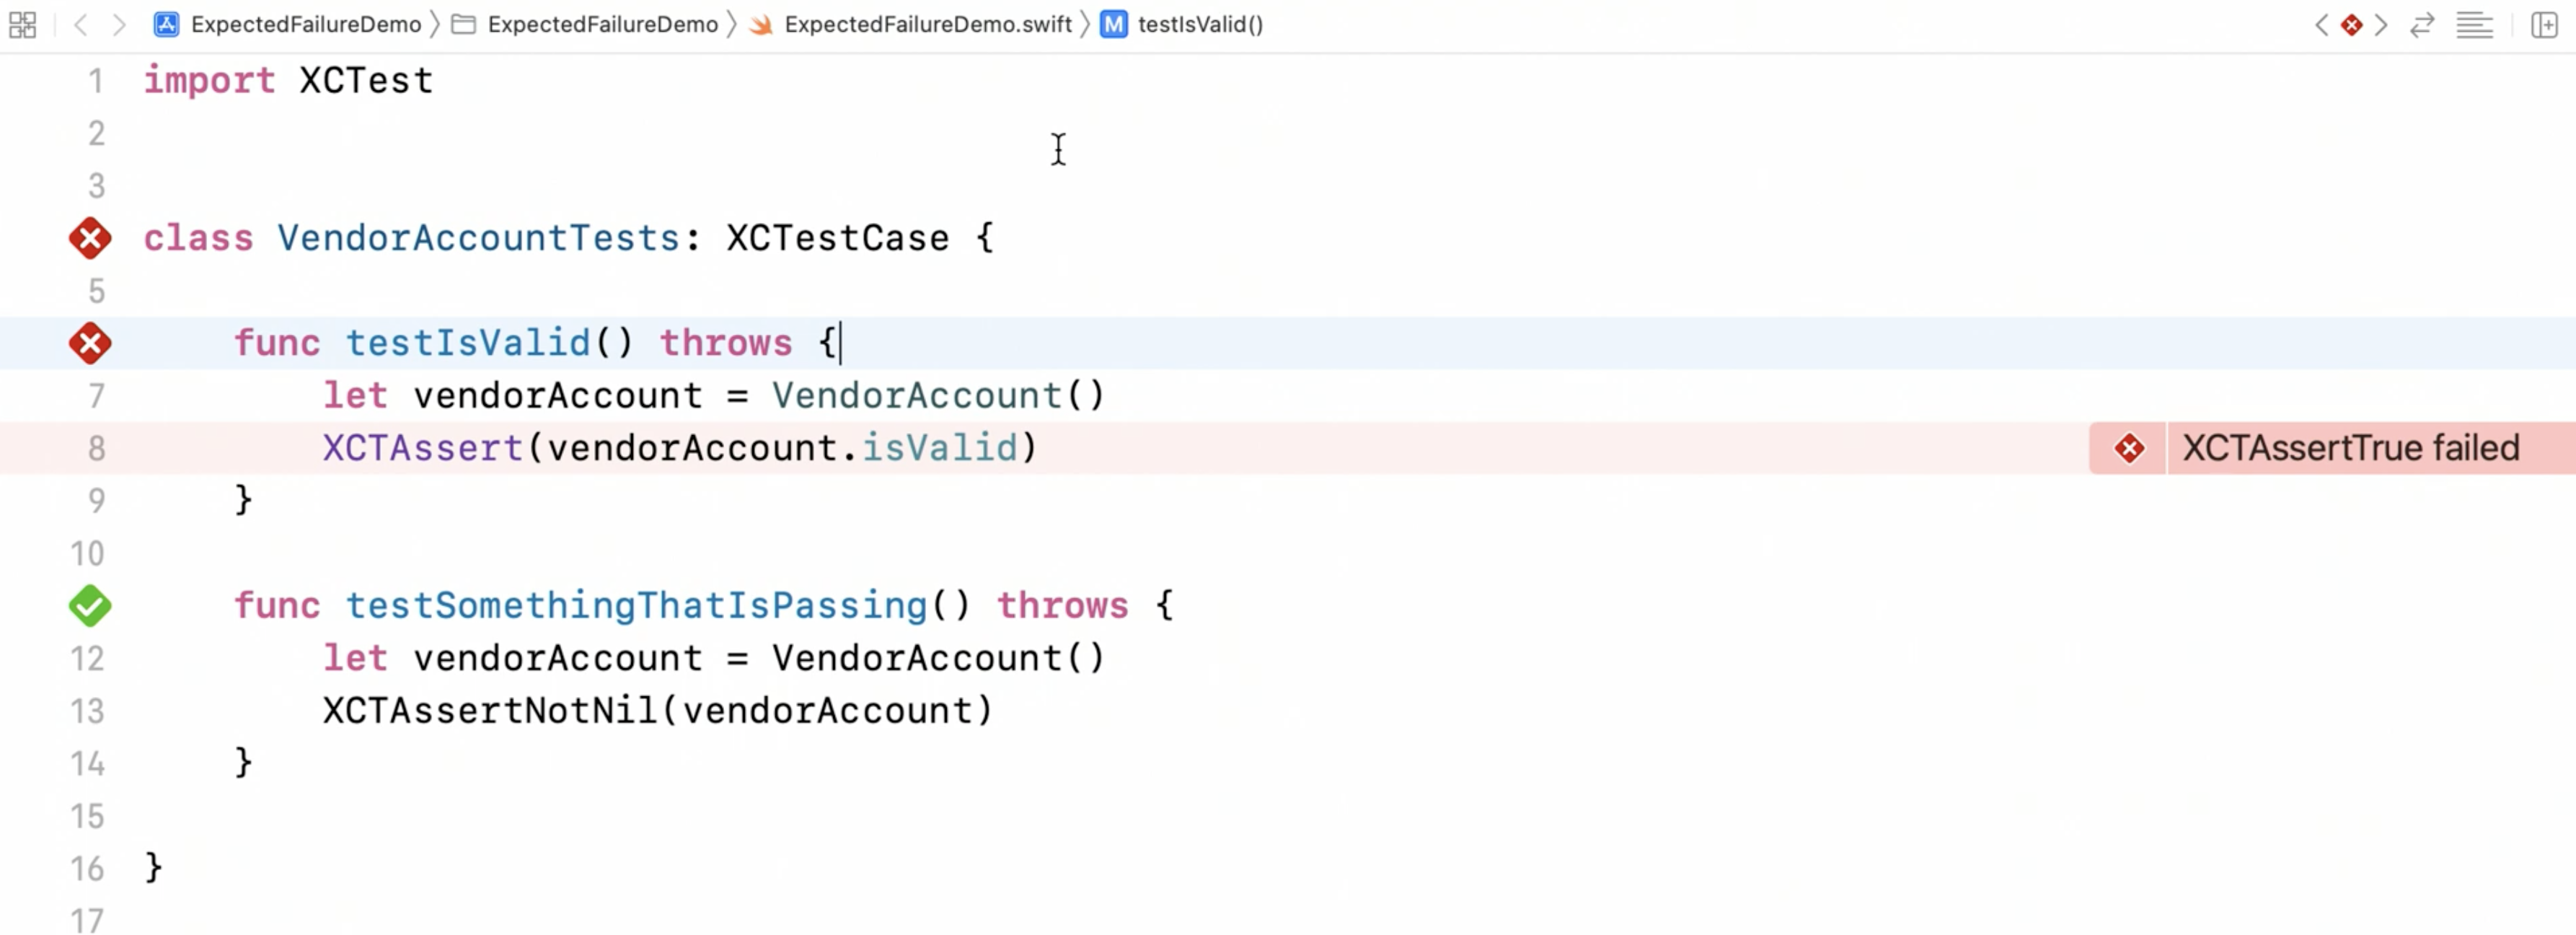 ExpectedFailureDemo ExpectedFailureDemo ExpectedFailureDemo.swift M testIsValid()
1 import XCTest
2
3
class VendorAccountTests: XCTestCase {
5
func testIsValid() throws {
7 let vendorAccount = VendorAccount()
8 XCTAssert(vendorAccount.isValid) XCTAssertTrue failed
9 }
10
func testSomethingThatIsPassing() throws {
12 let vendorAccount = VendorAccount()
13 XCTAssertNotNil(vendorAccount)
14 }
15
16 }
17